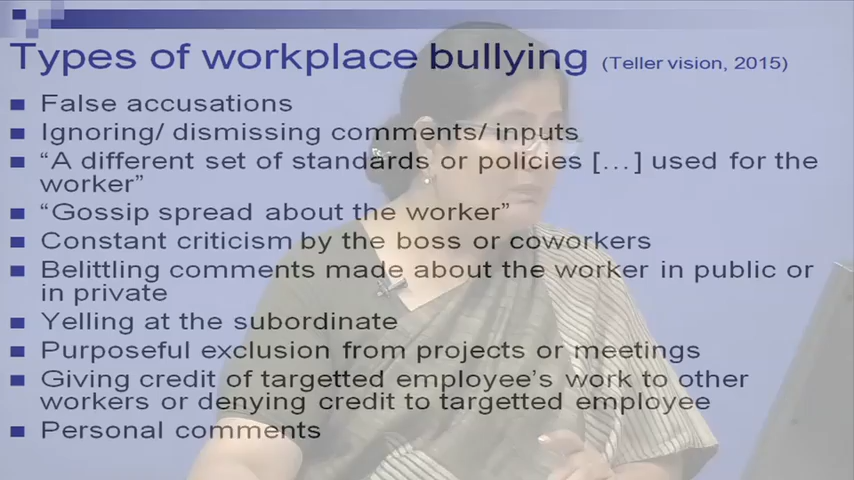 Types of workplace bullying (Teller vision, 2015)
False accusations
Ignoring/ dismissing comments/ inputs
“A different set of standards or policies […] used for the
worker”
“Gossip spread about the worker”
Constant criticism by the boss or coworkers
Belittling comments made about the worker in public or
in private
Yelling at the subordinate
Purposeful exclusion from projects or meetings
Giving credit of targetted employee’s work to other
workers or denying credit to targetted employee
Personal comments